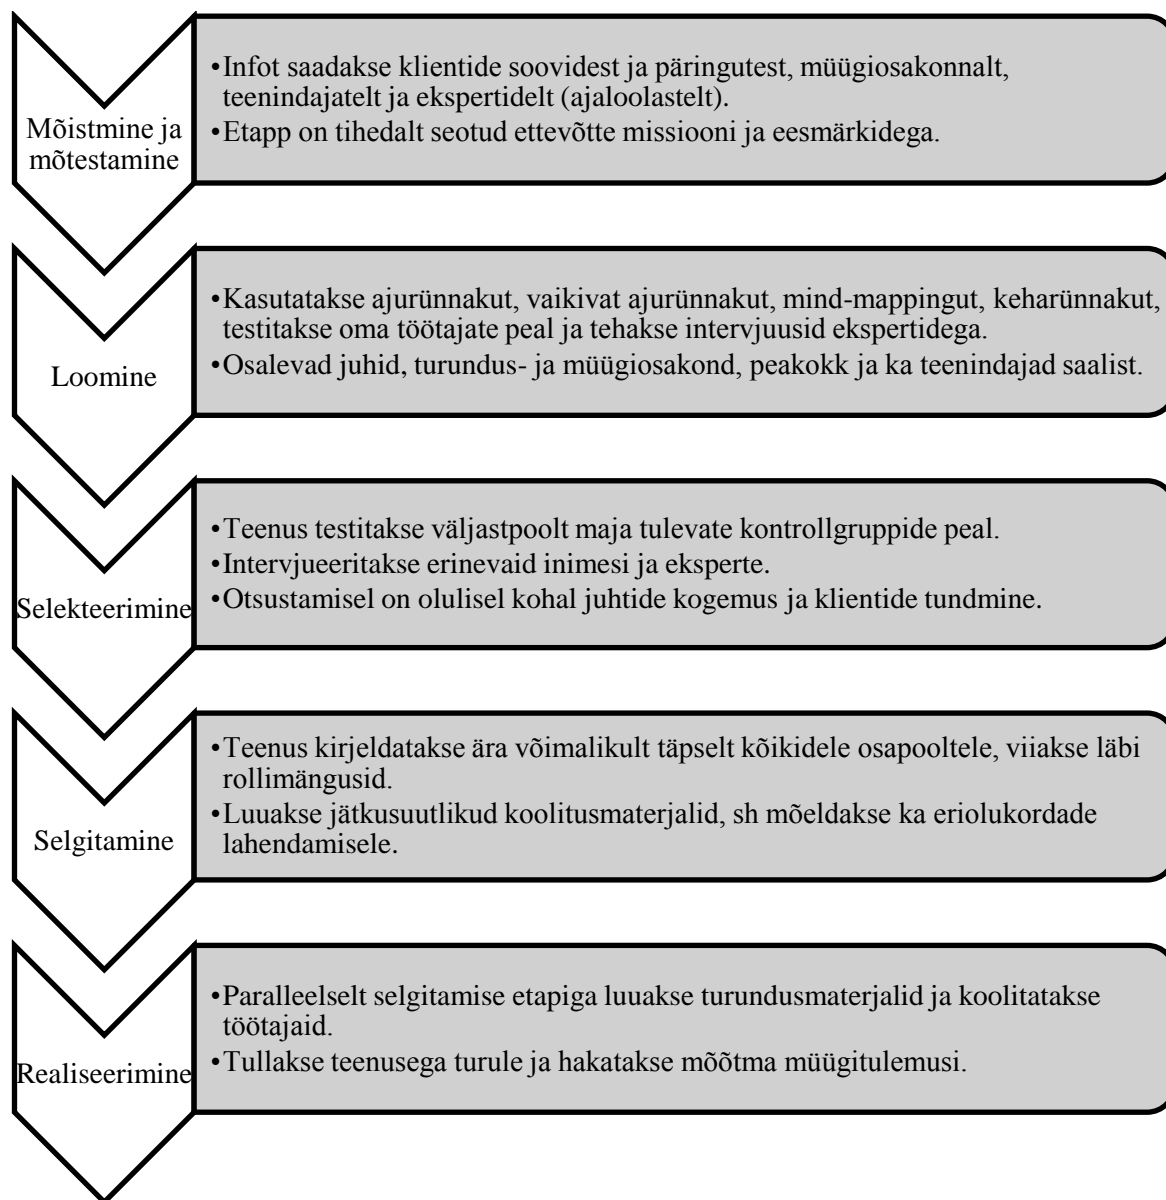 Mõistmine ja
mõtestamine
•Infot saadakse klientide soovidest ja päringutest, müügiosakonnalt,
teenindajatelt ja ekspertidelt (ajaloolastelt).
•Etapp on tihedalt seotud ettevõtte missiooni ja eesmärkidega.
Loomine
•Kasutatakse ajurünnakut, vaikivat ajurünnakut, mind-mappingut, keharünnakut,
testitakse oma töötajate peal ja tehakse intervjuusid ekspertidega.
•Osalevad juhid, turundus- ja müügiosakond, peakokk ja ka teenindajad saalist.
Selekteerimine
•Teenus testitakse väljastpoolt maja tulevate kontrollgruppide peal.
•Intervjueeritakse erinevaid inimesi ja eksperte.
•Otsustamisel on olulisel kohal juhtide kogemus ja klientide tundmine.
Selgitamine
•Teenus kirjeldatakse ära võimalikult täpselt kõikidele osapooltele, viiakse läbi
rollimängusid.
•Luuakse jätkusuutlikud koolitusmaterjalid, sh mõeldakse ka eriolukordade
lahendamisele.
Realiseerimine
•Paralleelselt selgitamise etapiga luuakse turundusmaterjalid ja koolitatakse
töötajaid.
•Tullakse teenusega turule ja hakatakse mõõtma müügitulemusi.